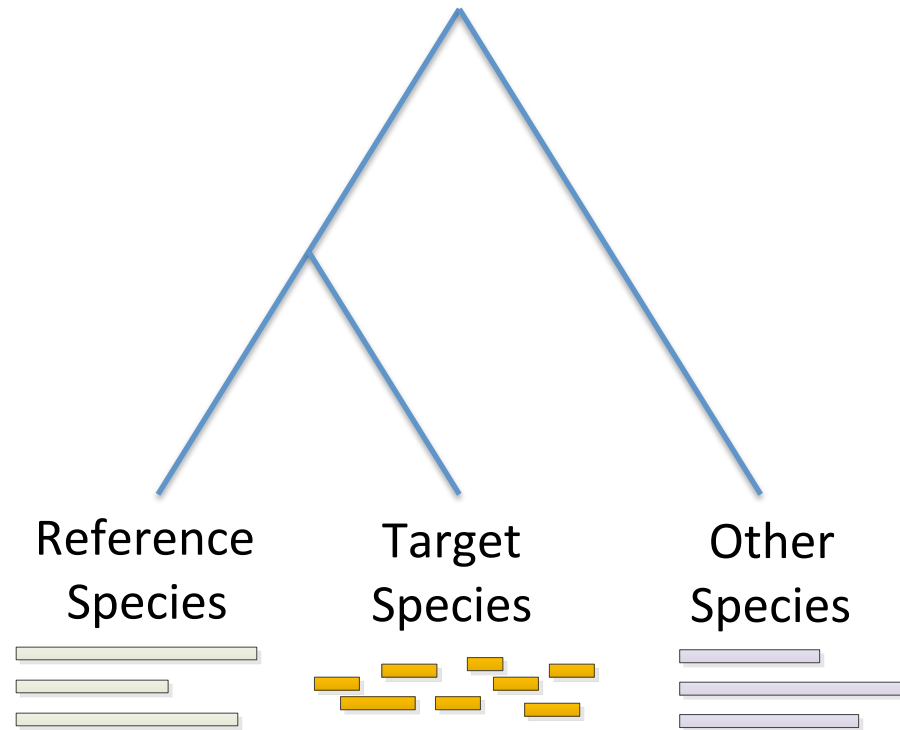 Reference
Species
Target
Species
Other
Species